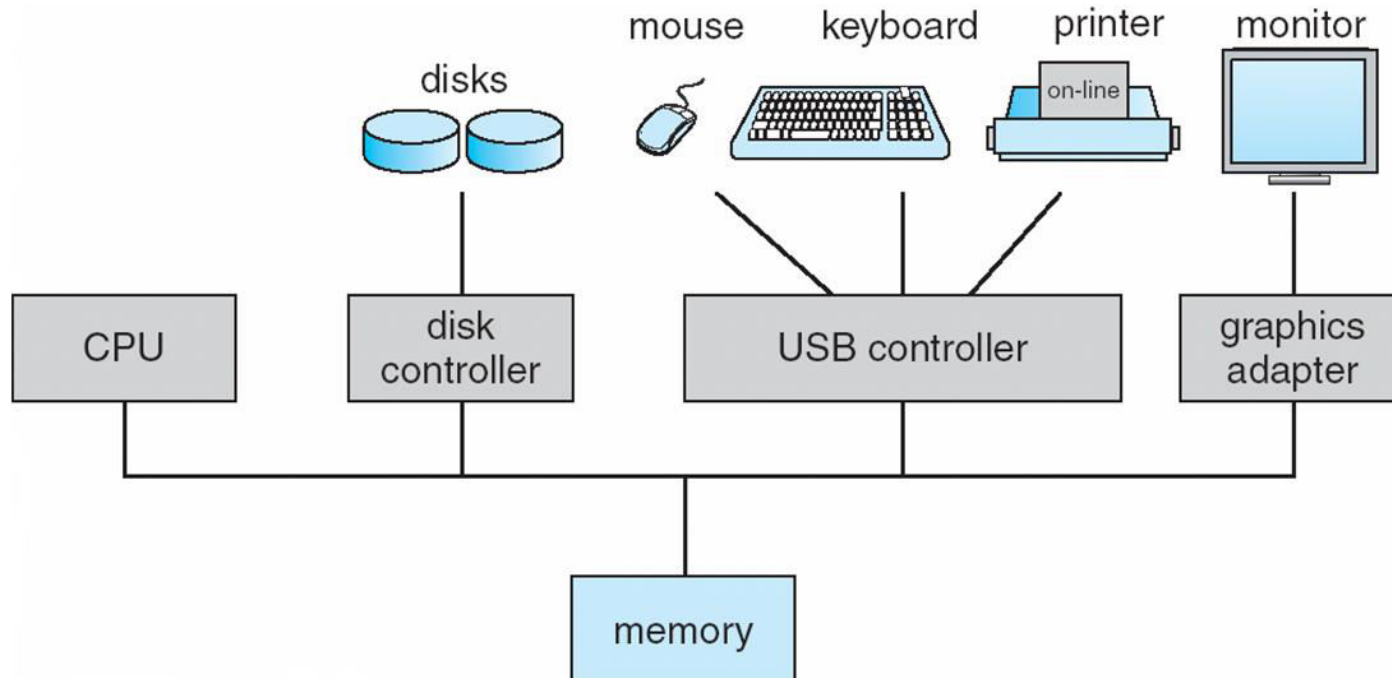 mouse
keyboard
printer
monitor
disks
on-line
CPU
disk
controller
USB controller
graphics
adapter
memory